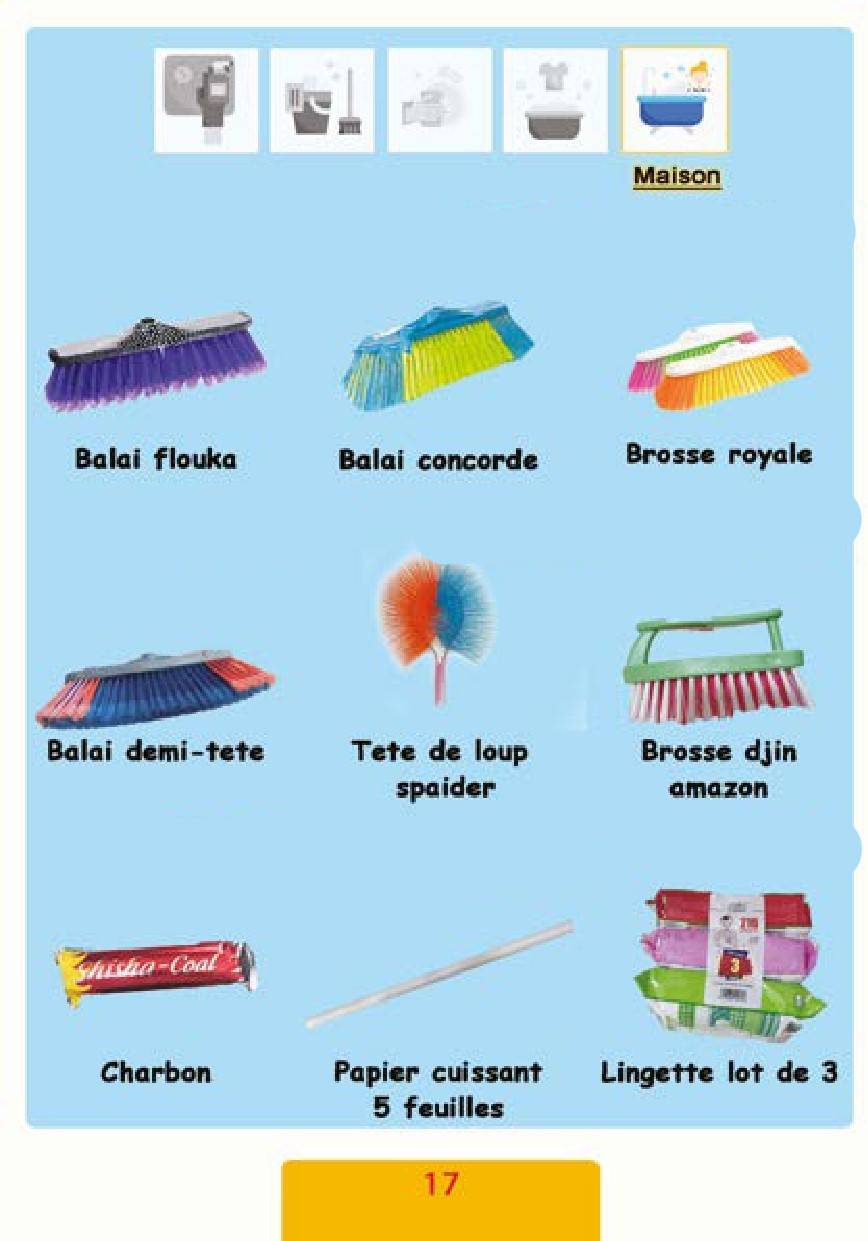 Maison
Balai flouka
Balai concorde
Brosse royale
Balai demi-tete
Tete de loup
spaider
Brosse djin
amazon
Shisha-Coal
3
Charbon
Papier cuissant
5 feuilles
Lingette lot de 3
17